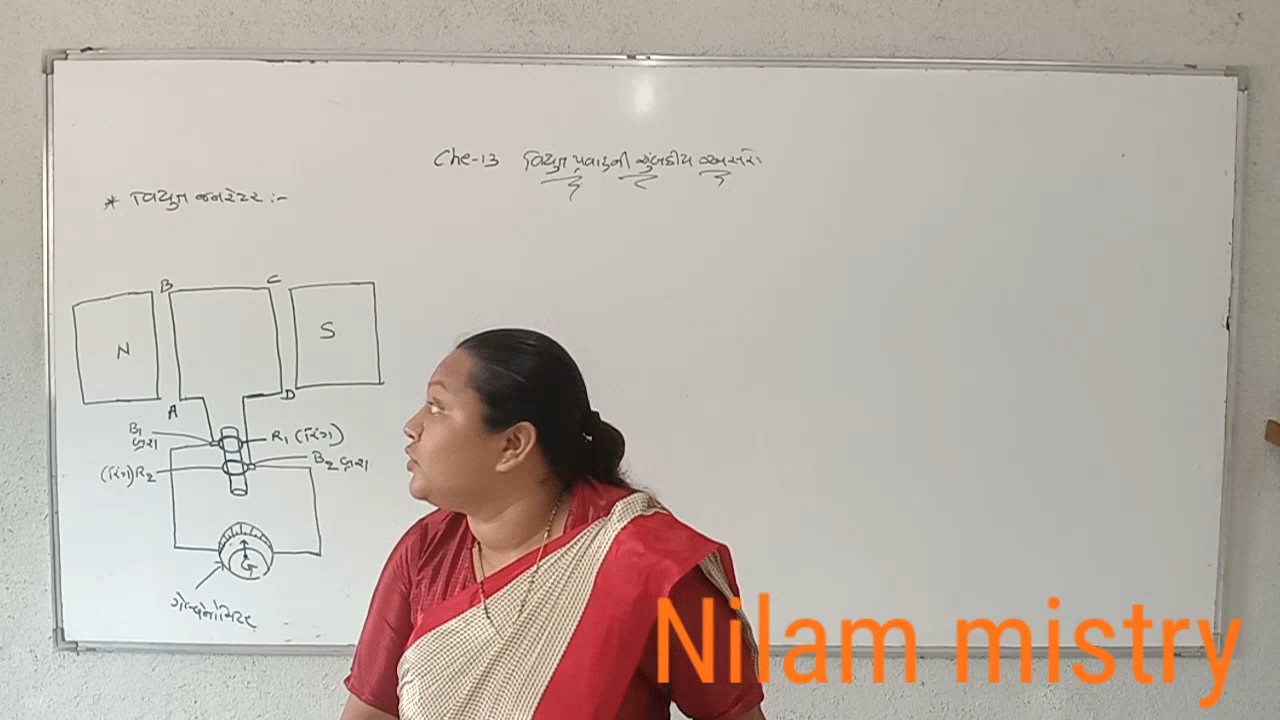 Che-13 વિદ્યુત પ્રવાહની ચુંબકીય અસરો
* વિદ્યુત જનરેટર :-
B C
N S
A D
B1 બ્રશ
R1 (રિંગ)
B2 બ્રશ
(રિંગ) R2
G
ગેલ્વેનોમિટર
Nilam mistry